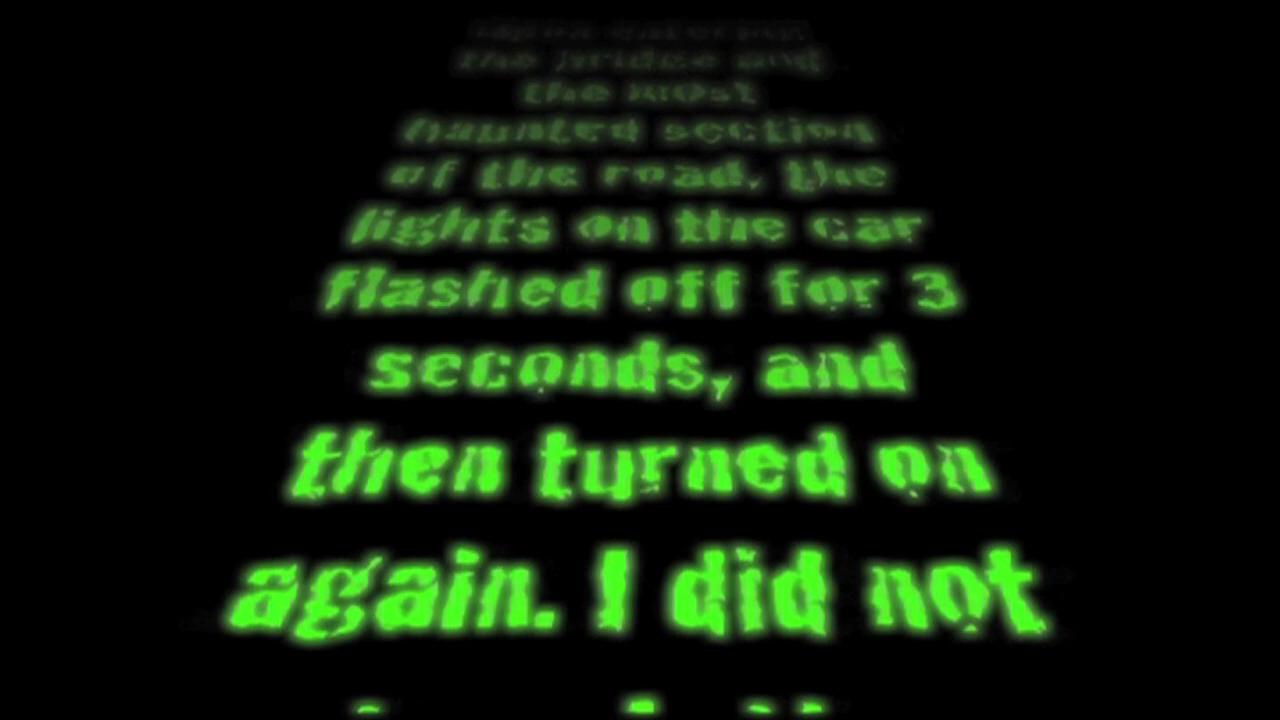 the bridge and
the most
haunted section
of the road, the
lights on the car
flashed off for 3
seconds, and
then turned on
again. I did not